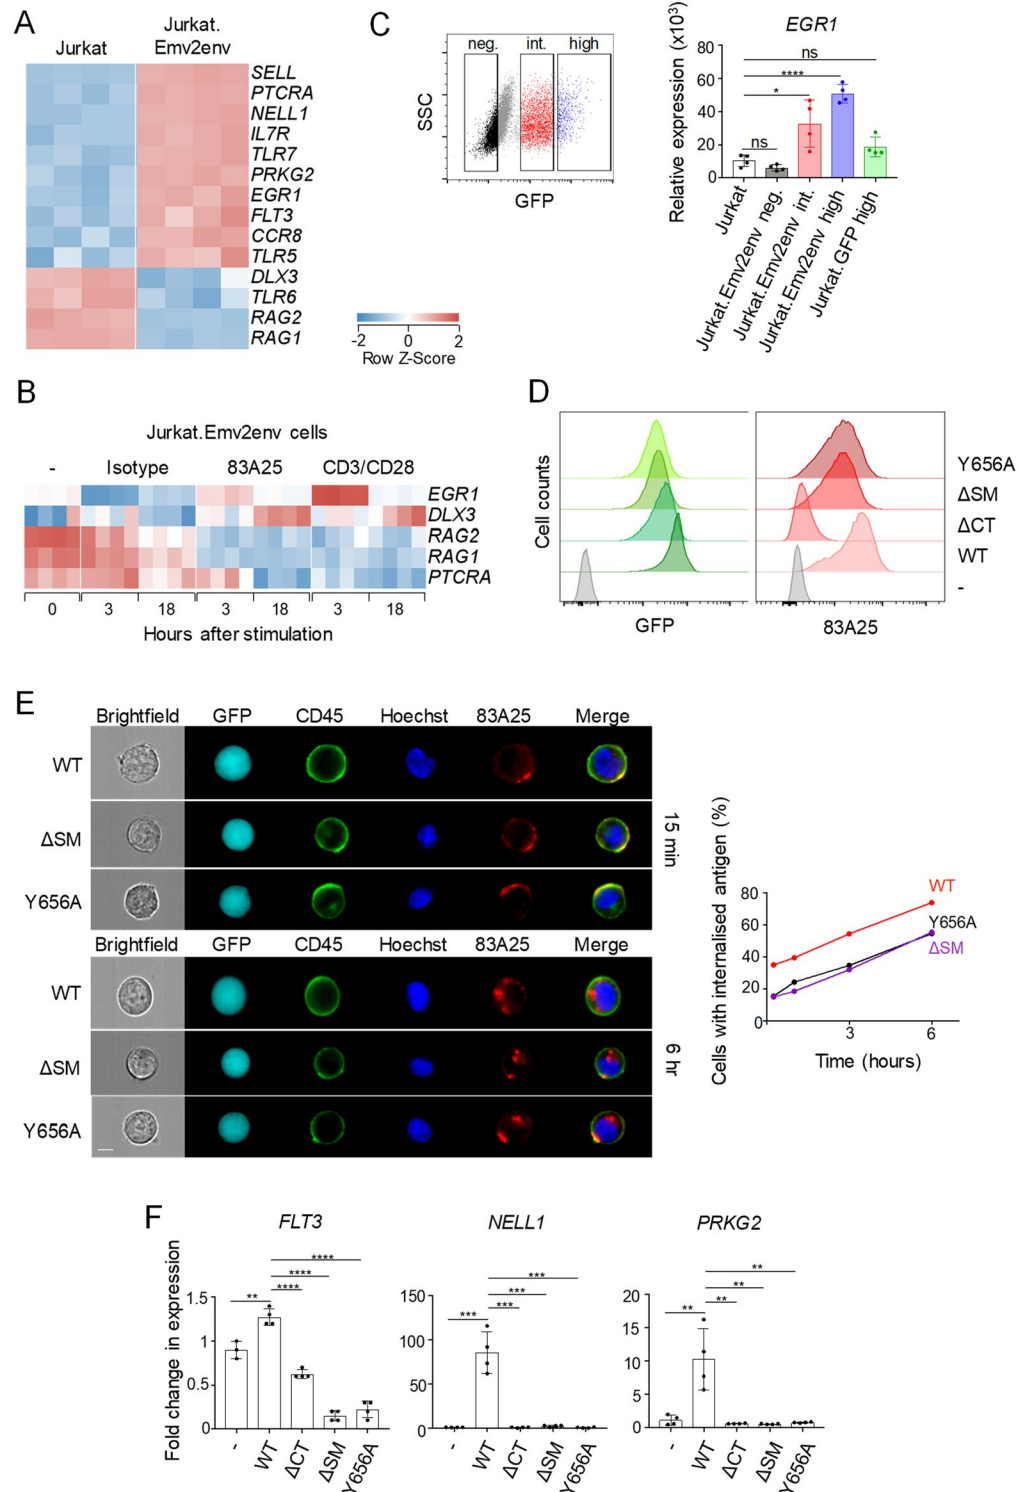 A
Jurkat
Jurkat.
Emv2env
SELL
PTCRA
NELL1
IL7R
TLR7
PRKG2
EGR1
FLT3
CCR8
TLR5
DLX3
TLR6
RAG2
RAG1
-2 0 2
Row Z-Score
C
neg. int. high
SSC
GFP
EGR1
Relative expression (x10³)
80
60
40
20
0
ns
****
*
ns
Jurkat
Jurkat.Emv2env neg.
Jurkat.Emv2env int.
Jurkat.Emv2env high
Jurkat.GFP high
B
Jurkat.Emv2env cells
- Isotype 83A25 CD3/CD28
EGR1
DLX3
RAG2
RAG1
PTCRA
0 3 18 3 18 3 18
Hours after stimulation
D
Cell counts
GFP
83A25
Y656A
ΔSM
ΔCT
WT
-
E
Brightfield GFP CD45 Hoechst 83A25 Merge
WT
ΔSM
Y656A
15 min
Brightfield GFP CD45 Hoechst 83A25 Merge
WT
ΔSM
Y656A
6 hr
Cells with internalised antigen (%)
80
60
40
20
0
3 6
Time (hours)
WT
Y656A
ΔSM
F
FLT3
Fold change in expression
1.5
1
0.5
0
****
****
****
**
- WT ΔCT ΔSM Y656A
NELL1
150
100
50
0
***
***
***
***
- WT ΔCT ΔSM Y656A
PRKG2
20
15
10
5
0
**
**
**
**
- WT ΔCT ΔSM Y656A